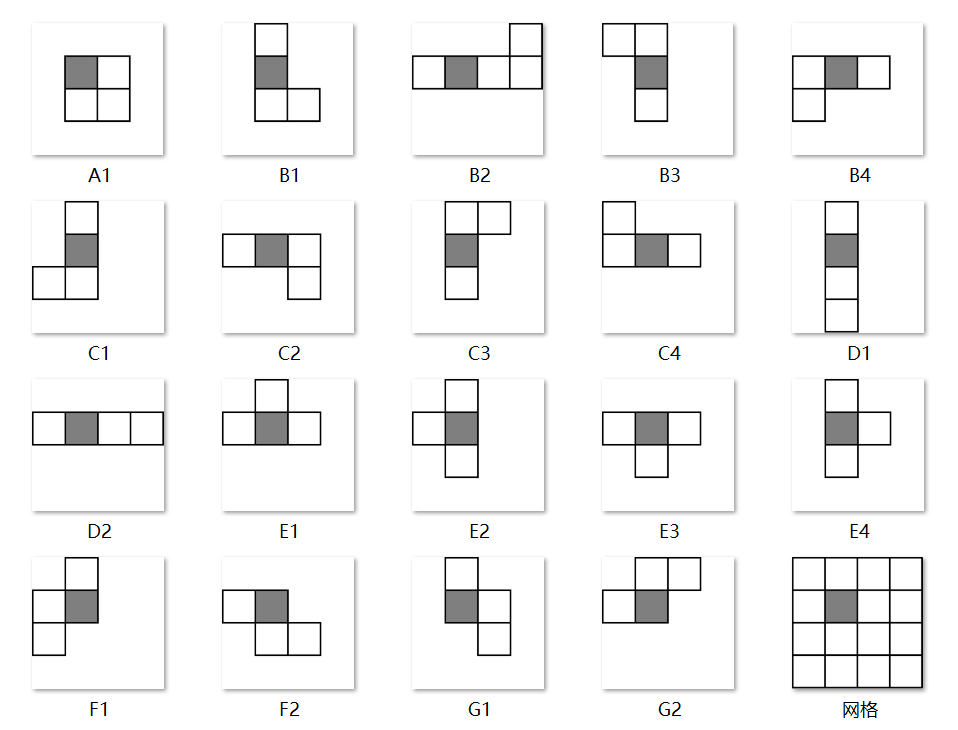 A1 B1 B2 B3 B4
C1 C2 C3 C4 D1
D2 E1 E2 E3 E4
F1 F2 G1 G2 网格